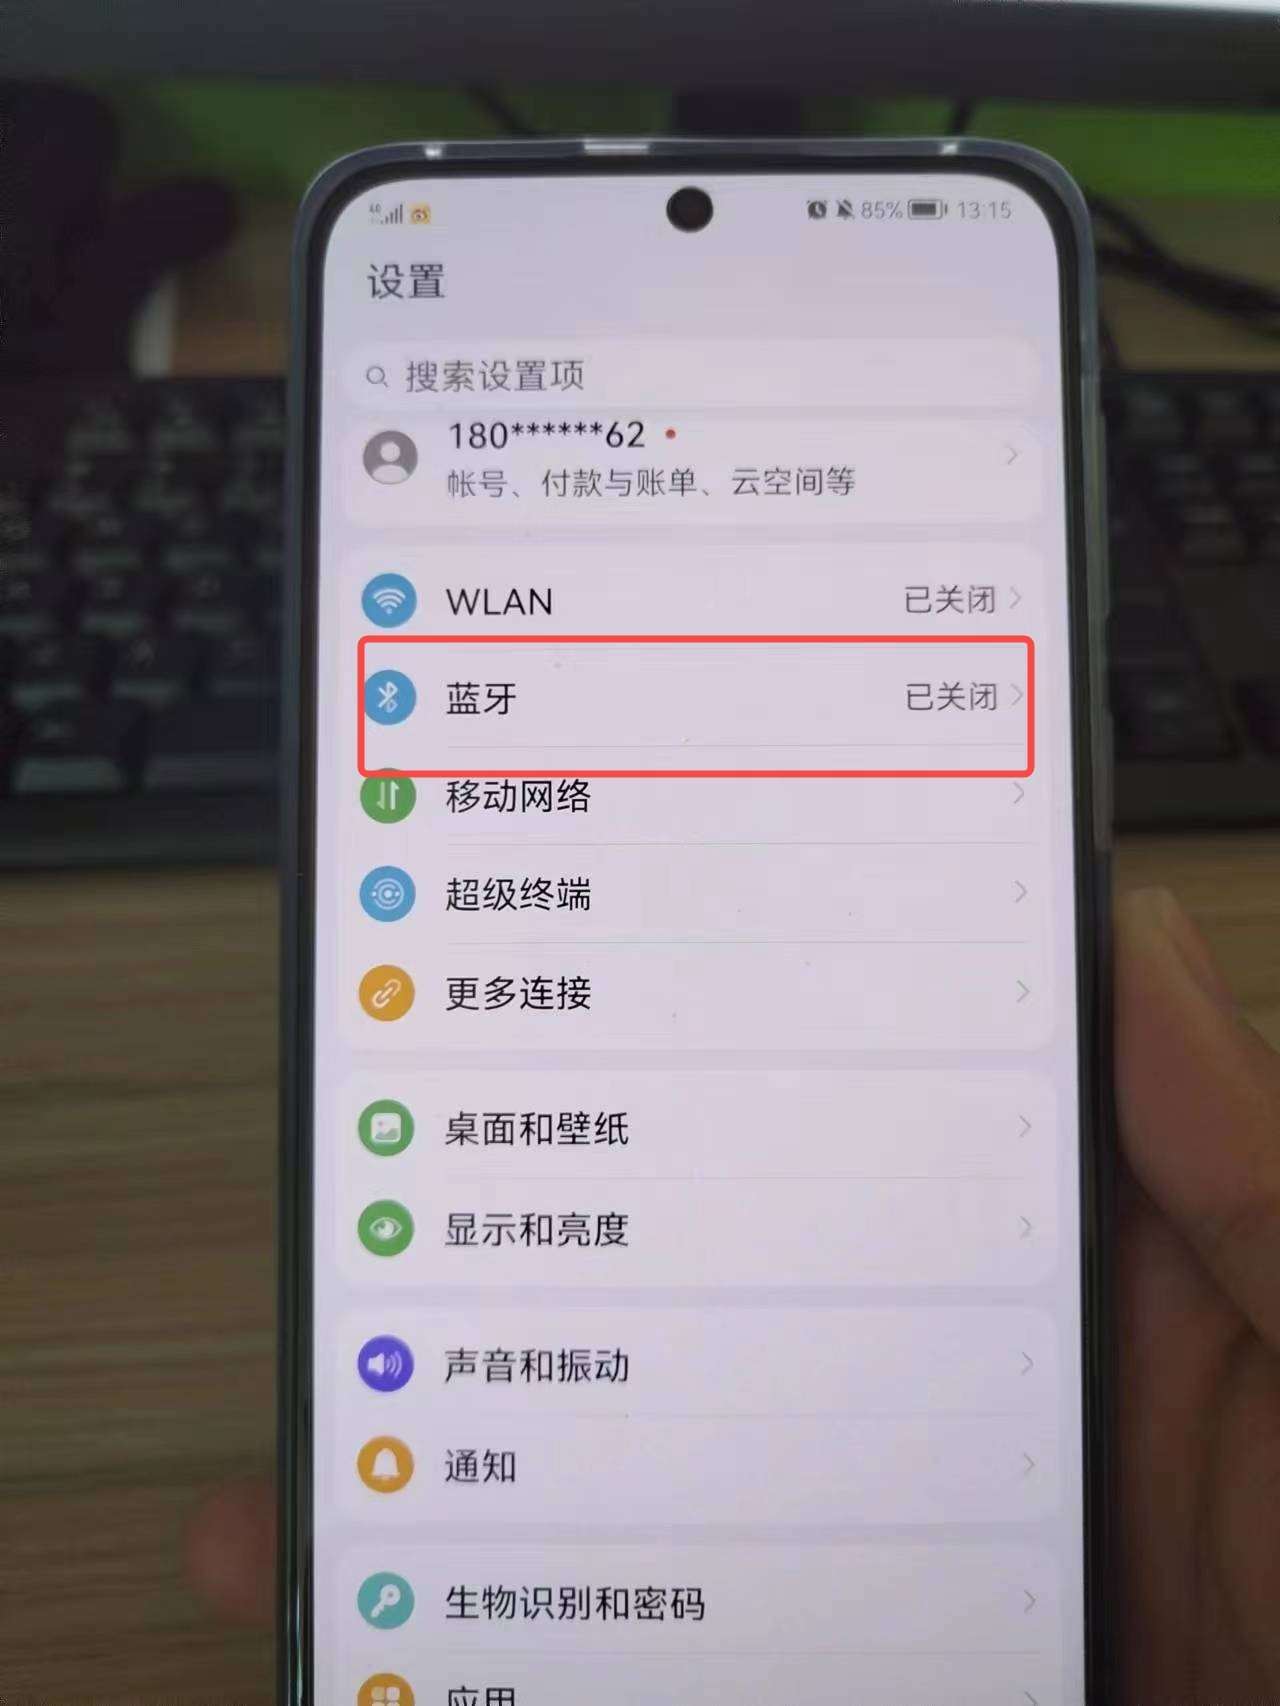 4G 85% 13:15
设置
搜索设置项
180******62
帐号、付款与账单、云空间等
WLAN 已关闭
蓝牙 已关闭
移动网络
超级终端
更多连接
桌面和壁纸
显示和亮度
声音和振动
通知
生物识别和密码
应用